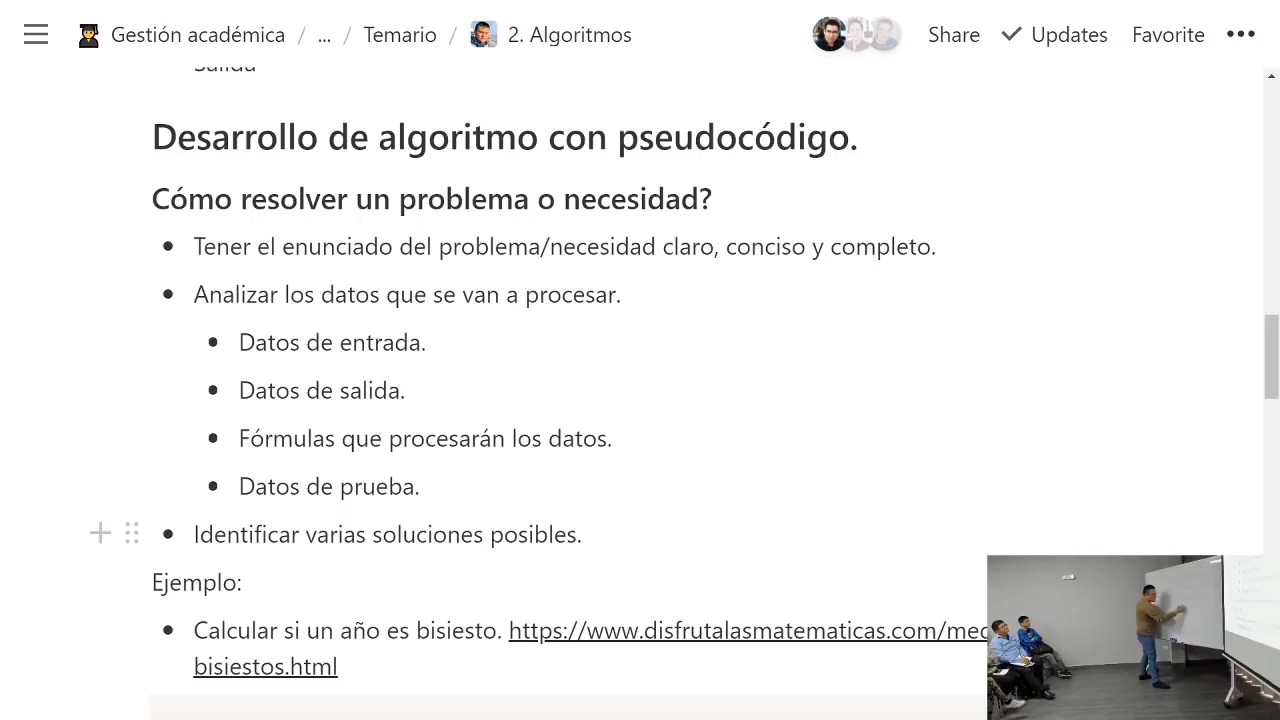 Gestión académica / ... / Temario / 2. Algoritmos Share Updates Favorite
Salida
Desarrollo de algoritmo con pseudocódigo.
Cómo resolver un problema o necesidad?
Tener el enunciado del problema/necesidad claro, conciso y completo.
Analizar los datos que se van a procesar.
Datos de entrada.
Datos de salida.
Fórmulas que procesarán los datos.
Datos de prueba.
Identificar varias soluciones posibles.
Ejemplo:
Calcular si un año es bisiesto. https://www.disfrutalasmatematicas.com/med
bisiestos.html